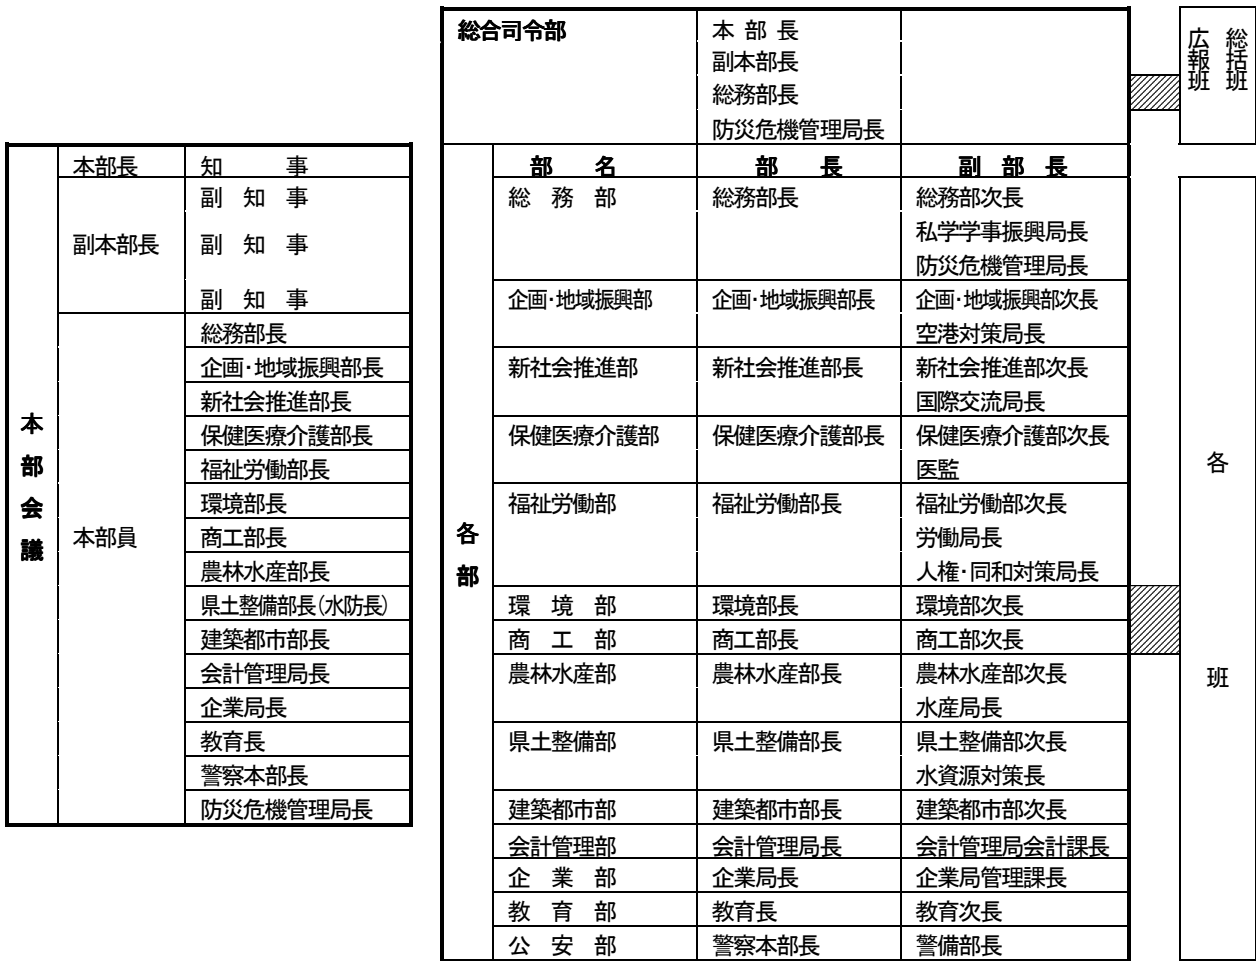 総合司令部
本部長
副本部長
総務部長
防災危機管理局長
総括班
広報班
本部会議
本部長 知事
副本部長
副知事
副知事
副知事
本部員
総務部長
企画・地域振興部長
新社会推進部長
保健医療介護部長
福祉労働部長
環境部長
商工部長
農林水産部長
県土整備部長(水防長)
建築都市部長
会計管理局長
企業局長
教育長
警察本部長
防災危機管理局長
各部
部名 部長 副部長
総務部 総務部長 総務部次長
私学学事振興局長
防災危機管理局長
企画・地域振興部 企画・地域振興部長 企画・地域振興部次長
空港対策局長
新社会推進部 新社会推進部長 新社会推進部次長
国際交流局長
保健医療介護部 保健医療介護部長 保健医療介護部次長
医監
福祉労働部 福祉労働部長 福祉労働部次長
労働局長
人権・同和対策局長
環境部 環境部長 環境部次長
商工部 商工部長 商工部次長
農林水産部 農林水産部長 農林水産部次長
水産局長
県土整備部 県土整備部長 県土整備部次長
水資源対策長
建築都市部 建築都市部長 建築都市部次長
会計管理部 会計管理局長 会計管理局会計課長
企業部 企業局長 企業局管理課長
教育部 教育長 教育次長
公安部 警察本部長 警備部長
各班